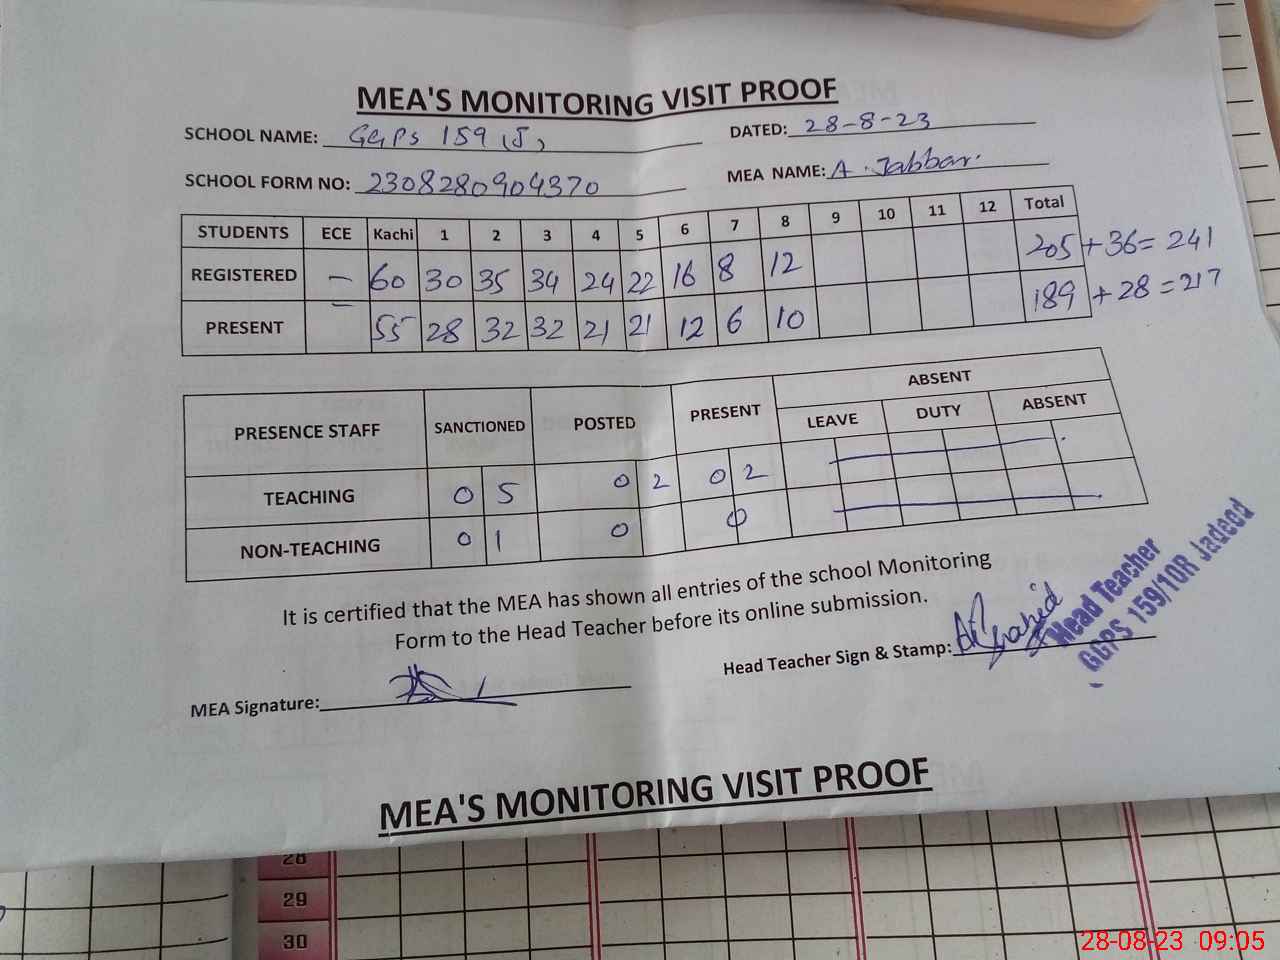 MEA'S MONITORING VISIT PROOF
SCHOOL NAME: GGPS 159 (J) DATED: 28-8-23
SCHOOL FORM NO: 2308280904370 MEA NAME: A. Jabbar.
STUDENTS ECE Kachi 1 2 3 4 5 6 7 8 9 10 11 12 Total
REGISTERED — 60 30 35 34 24 22 16 8 12 205 + 36 = 241
PRESENT — 55 28 32 32 21 21 12 6 10 189 + 28 = 217
PRESENCE STAFF SANCTIONED POSTED PRESENT ABSENT
LEAVE DUTY ABSENT
TEACHING 0 5 0 2 0 2
NON-TEACHING 0 1 0 0
It is certified that the MEA has shown all entries of the school Monitoring
Form to the Head Teacher before its online submission.
MEA Signature: Head Teacher Sign & Stamp:
Head Teacher
GGPS 159/10R Jadeed
MEA'S MONITORING VISIT PROOF
28
29
30
28-08-23 09:05